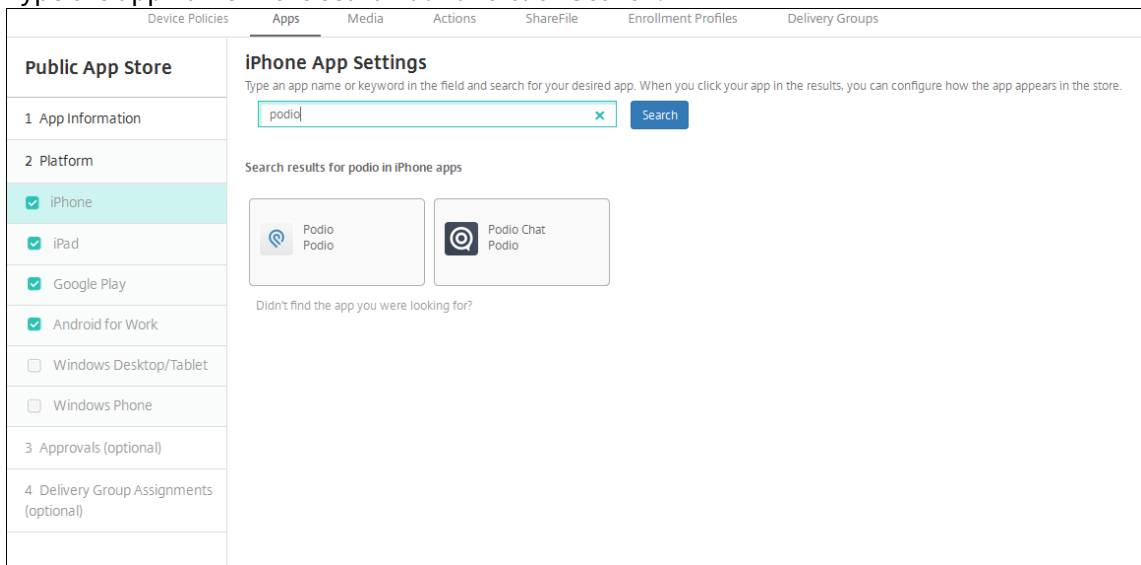 Device Policies Apps Media Actions ShareFile Enrollment Profiles Delivery Groups
Public App Store
1 App Information
2 Platform
iPhone
iPad
Google Play
Android for Work
Windows Desktop/Tablet
Windows Phone
3 Approvals (optional)
4 Delivery Group Assignments
(optional)
iPhone App Settings
Type an app name or keyword in the field and search for your desired app. When you click your app in the results, you can configure how the app appears in the store.
podio Search
Search results for podio in iPhone apps
Podio
Podio
Podio Chat
Podio
Didn't find the app you were looking for?